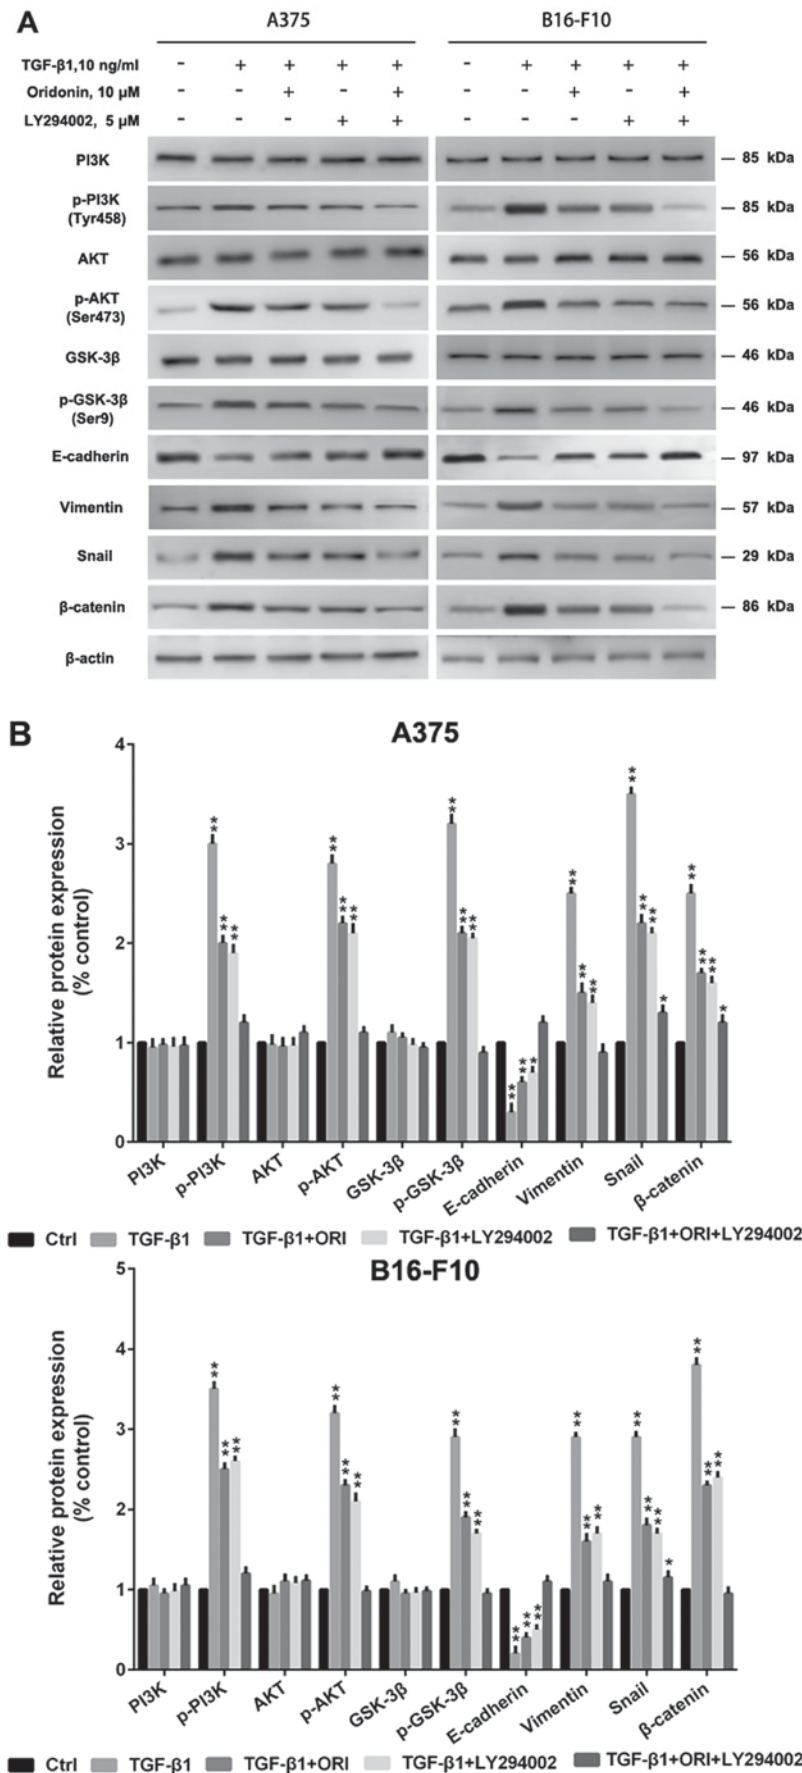 A
A375 B16-F10
TGF-β1,10 ng/ml - + + + + - + + + +
Oridonin, 10 μM - - + - + - - + - +
LY294002, 5 μM - - - + + - - - + +
PI3K — 85 kDa
p-PI3K
(Tyr458) — 85 kDa
AKT — 56 kDa
p-AKT
(Ser473) — 56 kDa
GSK-3β — 46 kDa
p-GSK-3β
(Ser9) — 46 kDa
E-cadherin — 97 kDa
Vimentin — 57 kDa
Snail — 29 kDa
β-catenin — 86 kDa
β-actin
B
A375
Relative protein expression
(% control)
4
3
2
1
0
PI3K p-PI3K AKT p-AKT GSK-3β p-GSK-3β E-cadherin Vimentin Snail β-catenin
Ctrl TGF-β1 TGF-β1+ORI TGF-β1+LY294002 TGF-β1+ORI+LY294002
B16-F10
Relative protein expression
(% control)
5
4
3
2
1
0
PI3K p-PI3K AKT p-AKT GSK-3β p-GSK-3β E-cadherin Vimentin Snail β-catenin
Ctrl TGF-β1 TGF-β1+ORI TGF-β1+LY294002 TGF-β1+ORI+LY294002